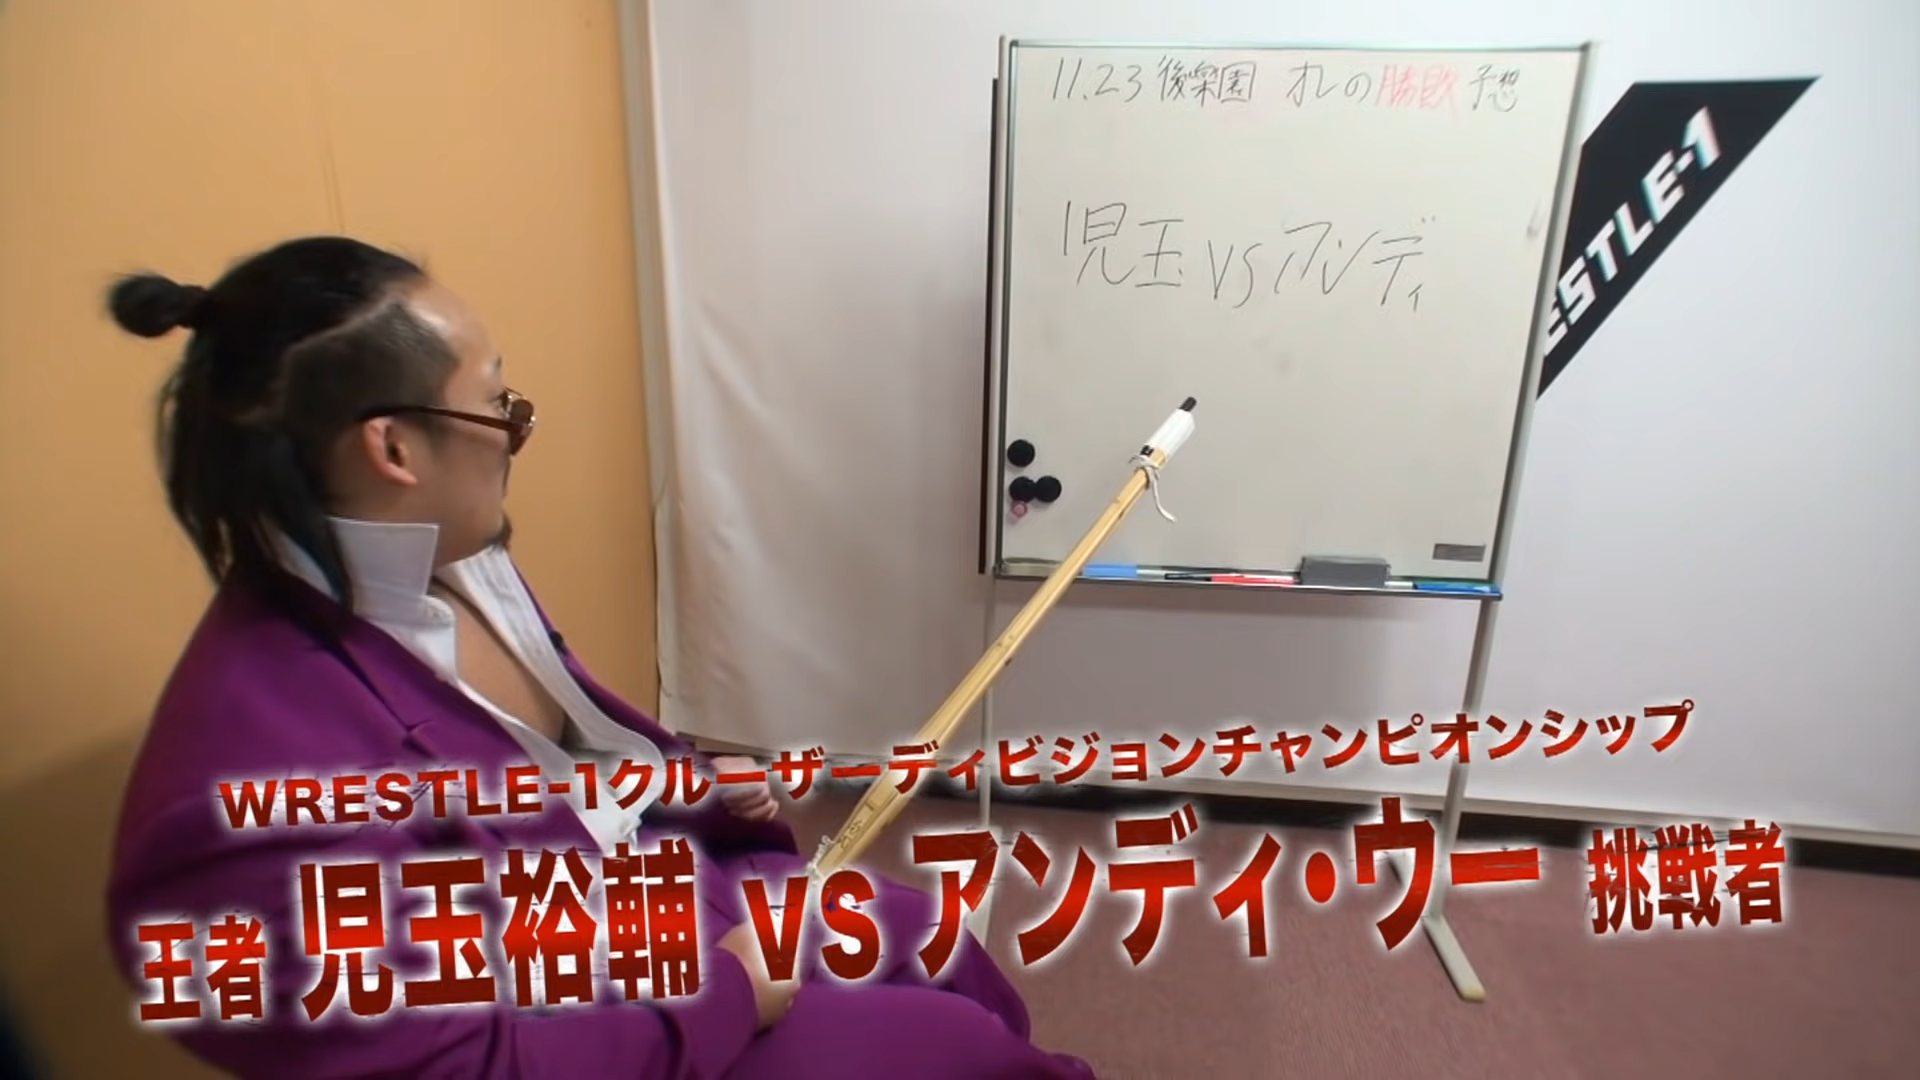 11.23 後楽園 オレの勝敗予想
児玉 vs アンディ
ESTLE-1
WRESTLE-1クルーザーディビジョンチャンピオンシップ
王者 児玉裕輔 vs アンディ・ウー 挑戦者